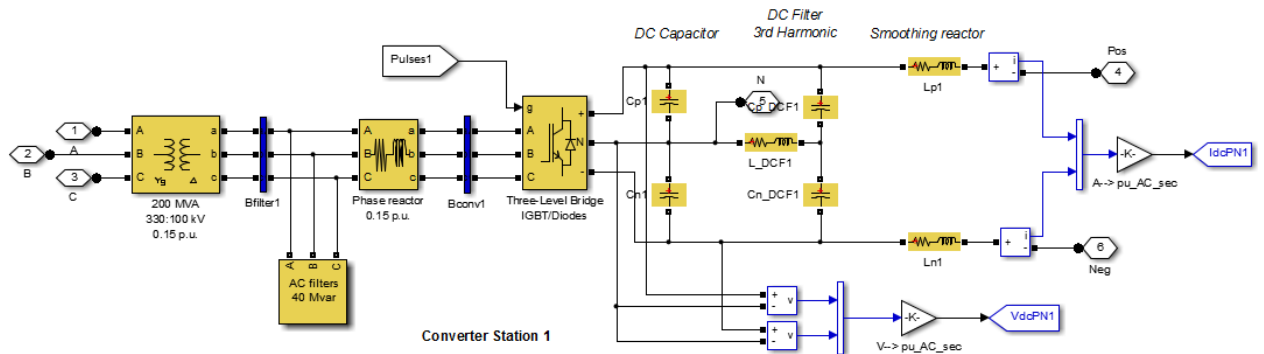 DC Capacitor
DC Filter
3rd Harmonic
Smoothing reactor
Pulses1
g
+
N
-
A
B
C
Three-Level Bridge
IGBT/Diodes
1
A
2
B
3
C
A
B
C
a
b
c
Yg
200 MVA
330:100 kV
0.15 p.u.
Bfilter1
A
B
C
a
b
c
Phase reactor
0.15 p.u.
Bconv1
A
B
C
AC filters
40 Mvar
Cp1
Cn1
N
5
Cp_DCF1
L_DCF1
Cn_DCF1
Lp1
Ln1
+
i
-
Pos
4
+
i
-
6
Neg
-K-
A--> pu_AC_sec
IdcPN1
+
-
v
+
-
v
-K-
V--> pu_AC_sec
VdcPN1
Converter Station 1